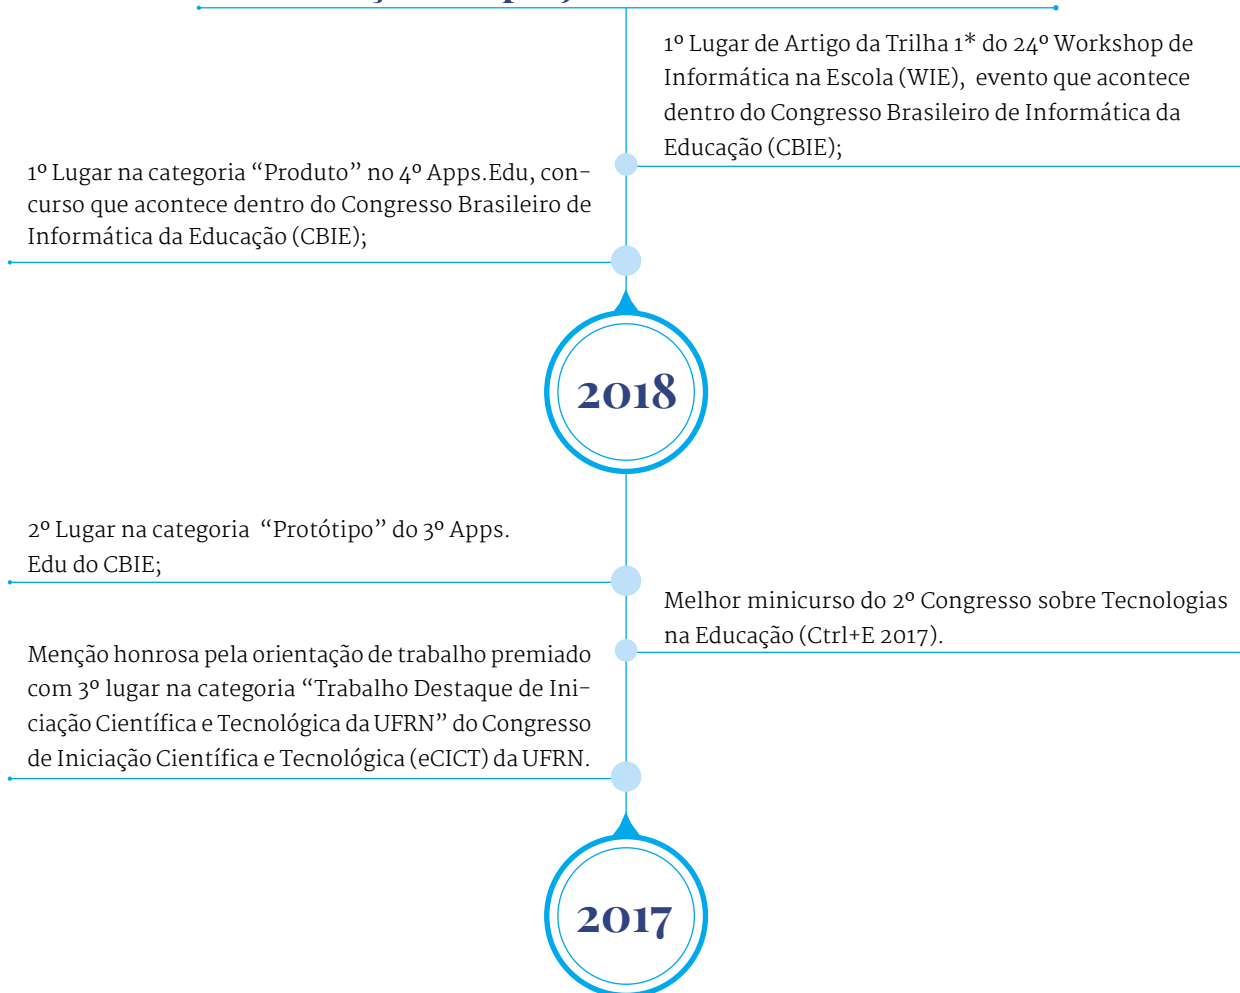 1º Lugar de Artigo da Trilha 1* do 24º Workshop de
Informática na Escola (WIE), evento que acontece
dentro do Congresso Brasileiro de Informática da
Educação (CBIE);
1º Lugar na categoria “Produto” no 4º Apps.Edu, con-
curso que acontece dentro do Congresso Brasileiro de
Informática da Educação (CBIE);
2018
2º Lugar na categoria “Protótipo” do 3º Apps.
Edu do CBIE;
Melhor minicurso do 2º Congresso sobre Tecnologias
na Educação (Ctrl+E 2017).
Menção honrosa pela orientação de trabalho premiado
com 3º lugar na categoria “Trabalho Destaque de Ini-
ciação Científica e Tecnológica da UFRN” do Congresso
de Iniciação Científica e Tecnológica (eCICT) da UFRN.
2017